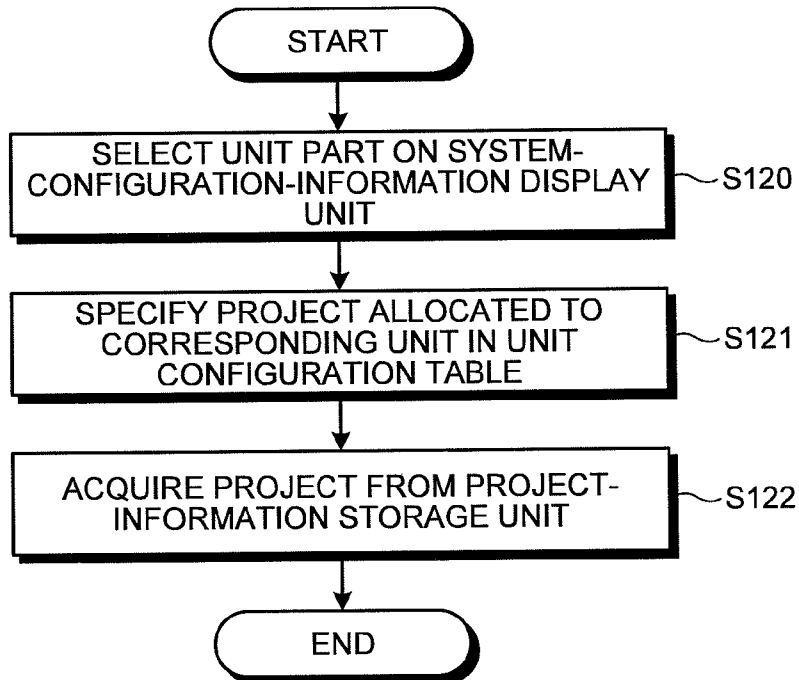 START
SELECT UNIT PART ON SYSTEM-
CONFIGURATION-INFORMATION DISPLAY
UNIT
S120
SPECIFY PROJECT ALLOCATED TO
CORRESPONDING UNIT IN UNIT
CONFIGURATION TABLE
S121
ACQUIRE PROJECT FROM PROJECT-
INFORMATION STORAGE UNIT
S122
END